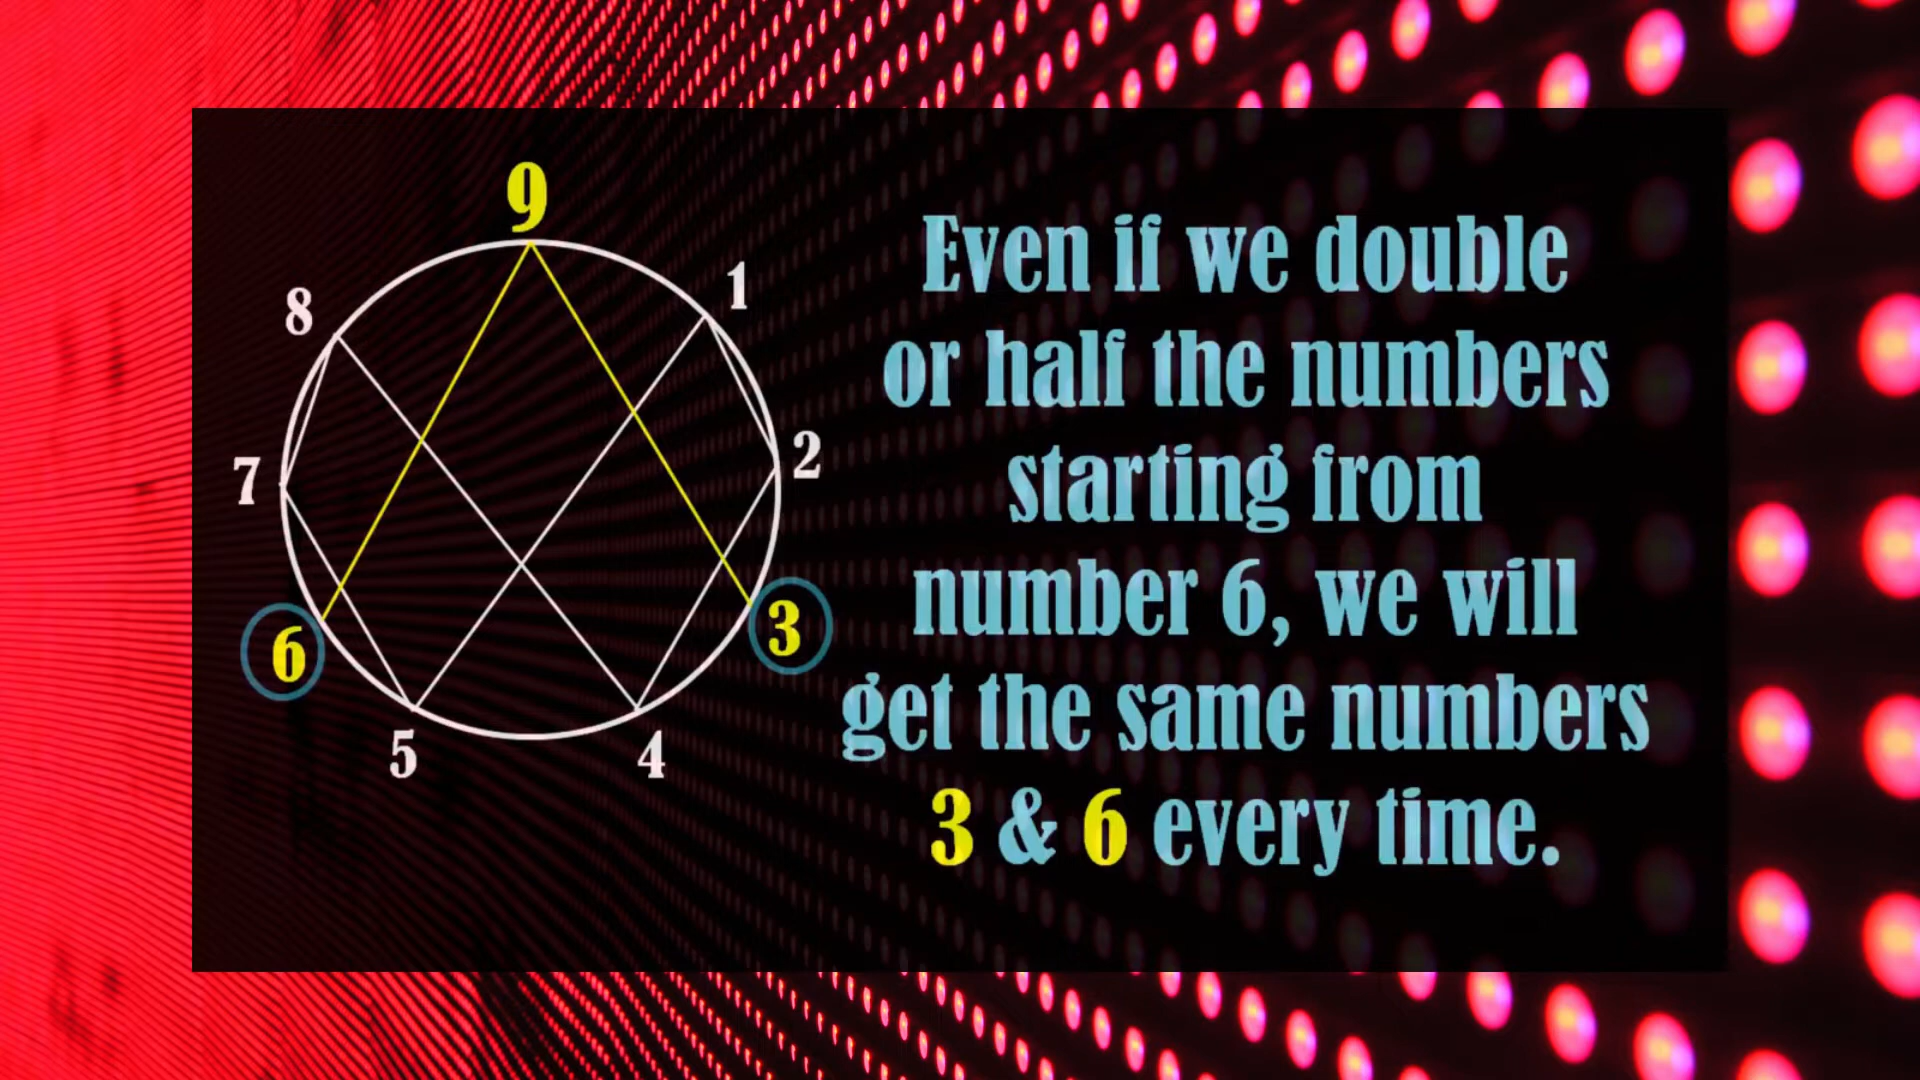 9
1
8
2
7
3
6
5
4
Even if we double
or half the numbers
starting from
number 6, we will
get the same numbers
3 & 6 every time.